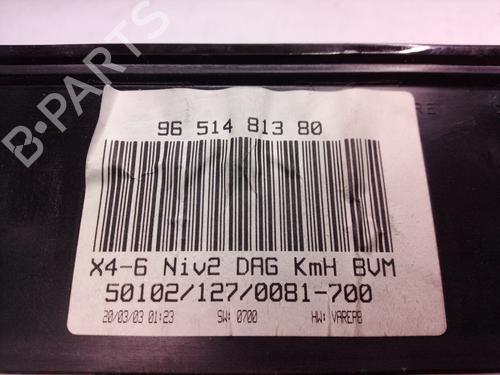 B-PARTS
96 514 813 80
X4-6 Niv2 DAG KmH BVM
50102/127/0081-700
20/03/03 01:23 SW: 0700 HW: VAREPB